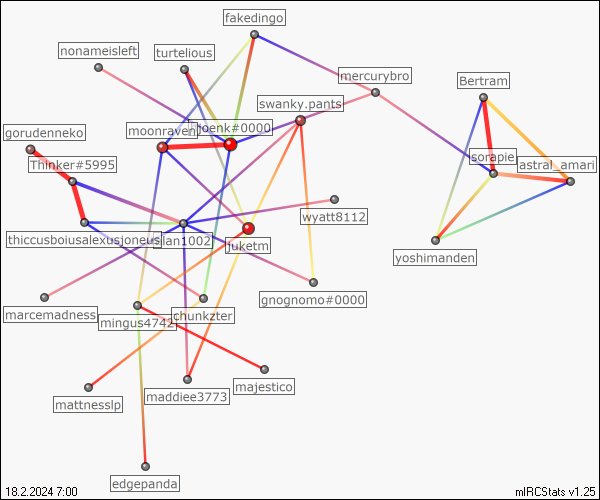 fakedingo
nonameisleft
turtelious
mercurybro
Bertram
swanky.pants
gorudenneko
moonraven
hoenk#0000
Thinker#5995
sorapie
astral_amari
wyatt8112
thiccusboiusalexusjoneus
juketm
yoshimanden
gnognomo#0000
marcemadness
mingus4742
chunkzter
majestico
maddiee3773
mattnesslp
edgepanda
18.2.2024 7:00
mIRCStats v1.25